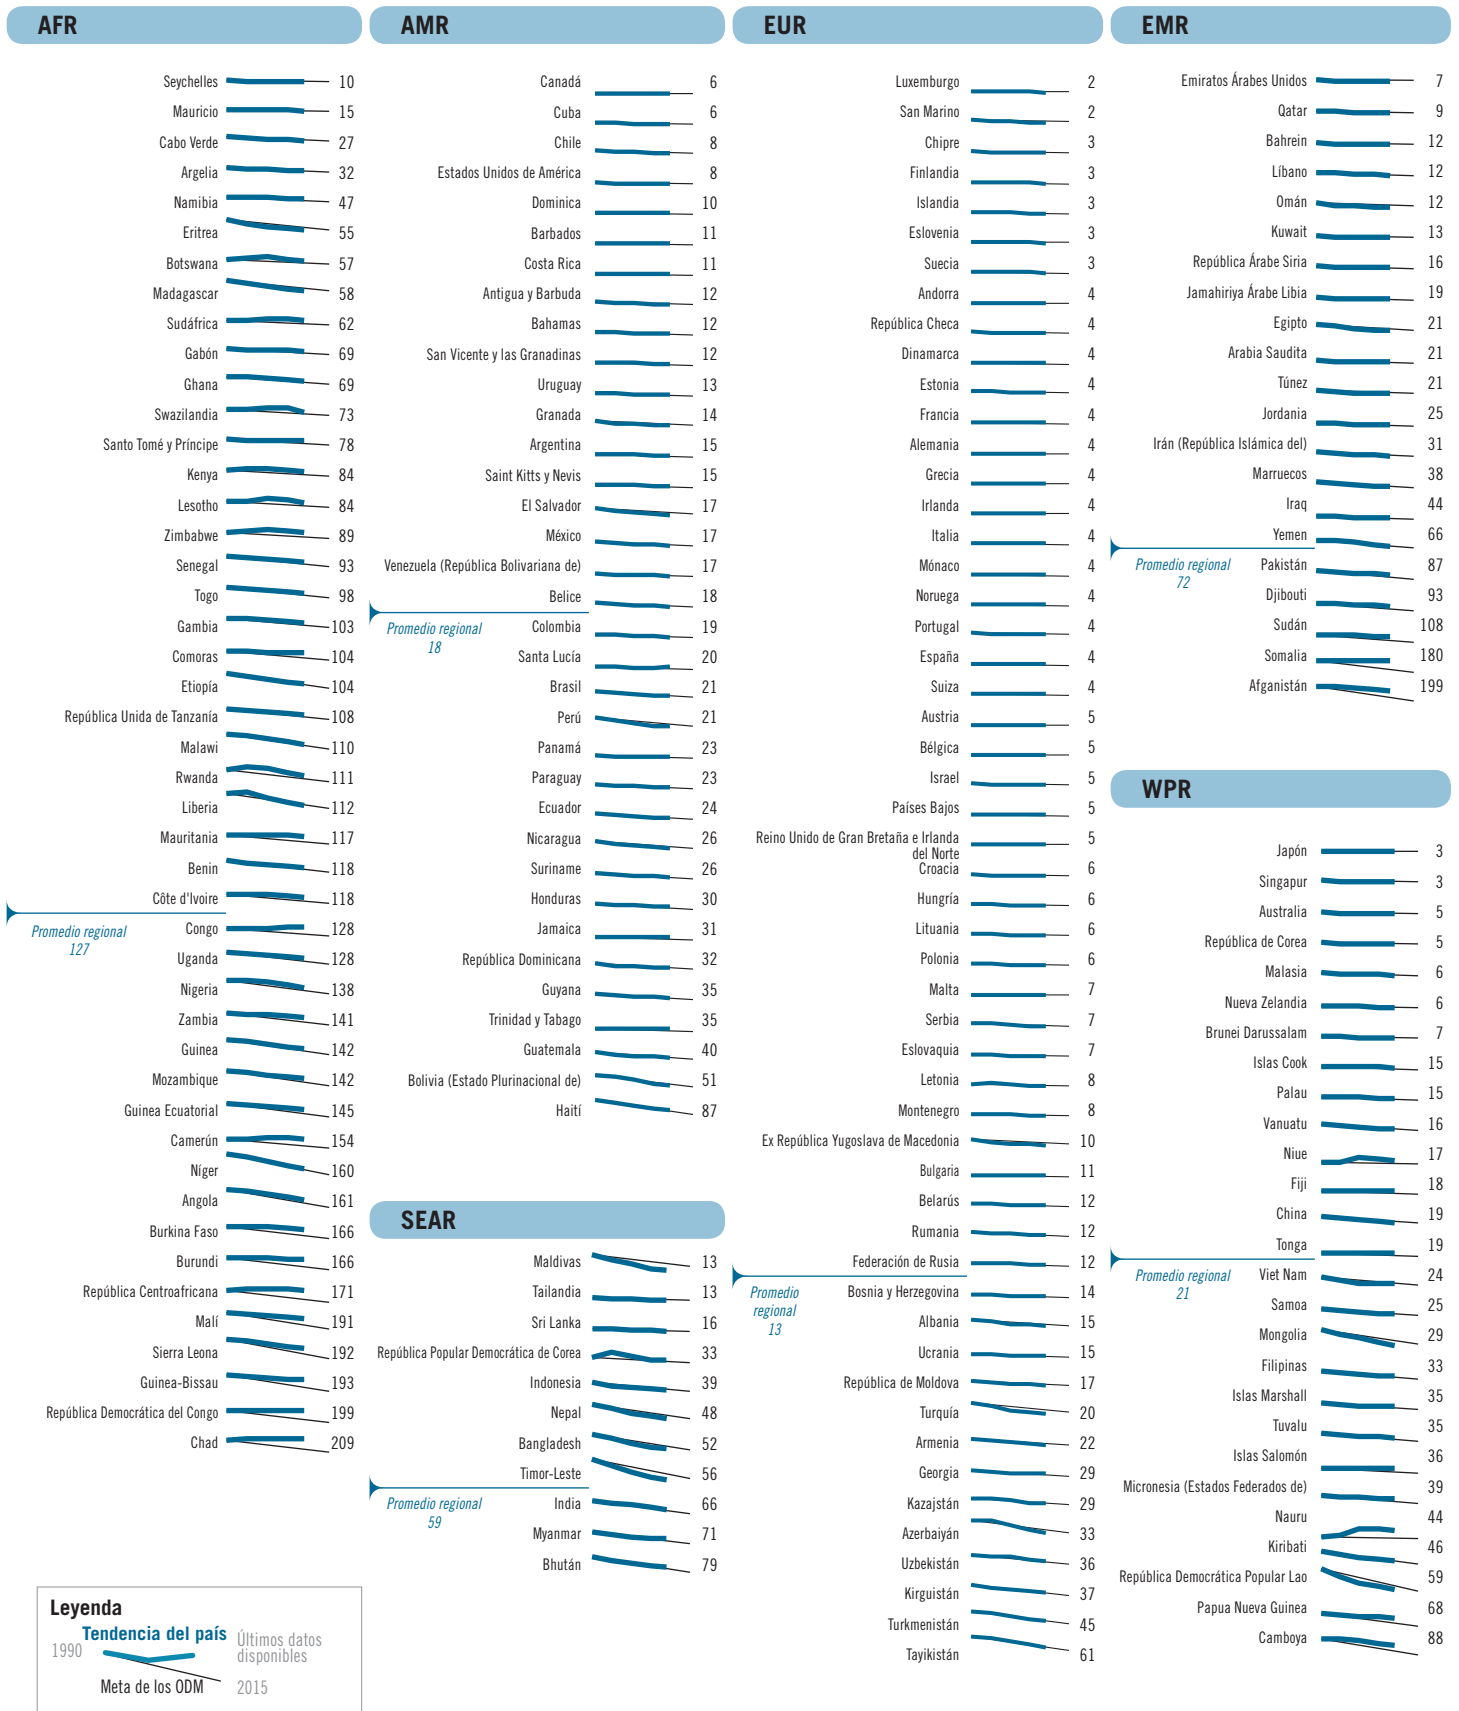 AFR
Seychelles 10
Mauricio 15
Cabo Verde 27
Argelia 32
Namibia 47
Eritrea 55
Botswana 57
Madagascar 58
Sudáfrica 62
Gabón 69
Ghana 69
Swazilandia 73
Santo Tomé y Príncipe 78
Kenya 84
Lesotho 84
Zimbabwe 89
Senegal 93
Togo 98
Gambia 103
Comoras 104
Etiopía 104
República Unida de Tanzanía 108
Malawi 110
Rwanda 111
Liberia 112
Mauritania 117
Benin 118
Côte d'Ivoire 118
Promedio regional
127
Congo 128
Uganda 128
Nigeria 138
Zambia 141
Guinea 142
Mozambique 142
Guinea Ecuatorial 145
Camerún 154
Níger 160
Angola 161
Burkina Faso 166
Burundi 166
República Centroafricana 171
Malí 191
Sierra Leona 192
Guinea-Bissau 193
República Democrática del Congo 199
Chad 209
Leyenda
Tendencia del país
1990
Últimos datos
disponibles
Meta de los ODM
2015
AMR
Canadá 6
Cuba 6
Chile 8
Estados Unidos de América 8
Dominica 10
Barbados 11
Costa Rica 11
Antigua y Barbuda 12
Bahamas 12
San Vicente y las Granadinas 12
Uruguay 13
Granada 14
Argentina 15
Saint Kitts y Nevis 15
El Salvador 17
México 17
Venezuela (República Bolivariana de) 17
Belice 18
Promedio regional
18
Colombia 19
Santa Lucía 20
Brasil 21
Perú 21
Panamá 23
Paraguay 23
Ecuador 24
Nicaragua 26
Suriname 26
Honduras 30
Jamaica 31
República Dominicana 32
Guyana 35
Trinidad y Tabago 35
Guatemala 40
Bolivia (Estado Plurinacional de) 51
Haití 87
SEAR
Maldivas 13
Tailandia 13
Sri Lanka 16
República Popular Democrática de Corea 33
Indonesia 39
Nepal 48
Bangladesh 52
Timor-Leste 56
Promedio regional
59
India 66
Myanmar 71
Bhután 79
EUR
Luxemburgo 2
San Marino 2
Chipre 3
Finlandia 3
Islandia 3
Eslovenia 3
Suecia 3
Andorra 4
República Checa 4
Dinamarca 4
Estonia 4
Francia 4
Alemania 4
Grecia 4
Irlanda 4
Italia 4
Mónaco 4
Noruega 4
Portugal 4
España 4
Suiza 4
Austria 5
Bélgica 5
Israel 5
Países Bajos 5
Reino Unido de Gran Bretaña e Irlanda 5
del Norte
Croacia 6
Hungría 6
Lituania 6
Polonia 6
Malta 7
Serbia 7
Eslovaquia 7
Letonia 8
Montenegro 8
Ex República Yugoslava de Macedonia 10
Bulgaria 11
Belarús 12
Rumania 12
Federación de Rusia 12
Promedio
regional
13
Bosnia y Herzegovina 14
Albania 15
Ucrania 15
República de Moldova 17
Turquía 20
Armenia 22
Georgia 29
Kazajstán 29
Azerbaiyán 33
Uzbekistán 36
Kirguistán 37
Turkmenistán 45
Tayikistán 61
EMR
Emiratos Árabes Unidos 7
Qatar 9
Bahrein 12
Líbano 12
Omán 12
Kuwait 13
República Árabe Siria 16
Jamahiriya Árabe Libia 19
Egipto 21
Arabia Saudita 21
Túnez 21
Jordania 25
Irán (República Islámica del) 31
Marruecos 38
Iraq 44
Yemen 66
Promedio regional
72
Pakistán 87
Djibouti 93
Sudán 108
Somalia 180
Afganistán 199
WPR
Japón 3
Singapur 3
Australia 5
República de Corea 5
Malasia 6
Nueva Zelandia 6
Brunei Darussalam 7
Islas Cook 15
Palau 15
Vanuatu 16
Niue 17
Fiji 18
China 19
Tonga 19
Promedio regional
21
Viet Nam 24
Samoa 25
Mongolia 29
Filipinas 33
Islas Marshall 35
Tuvalu 35
Islas Salomón 36
Micronesia (Estados Federados de) 39
Nauru 44
Kiribati 46
República Democrática Popular Lao 59
Papua Nueva Guinea 68
Camboya 88